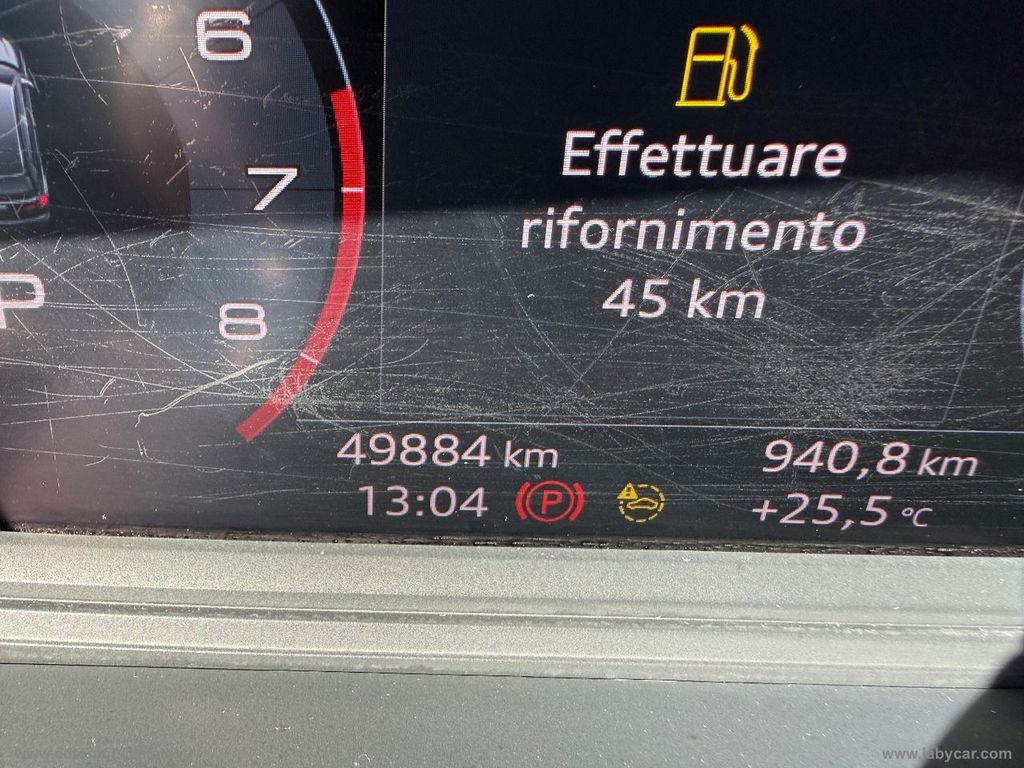 6
7
8
P
Effettuare
rifornimento
45 km
49884 km
940,8 km
13:04
(P)
+25,5 °C
www.labycar.com